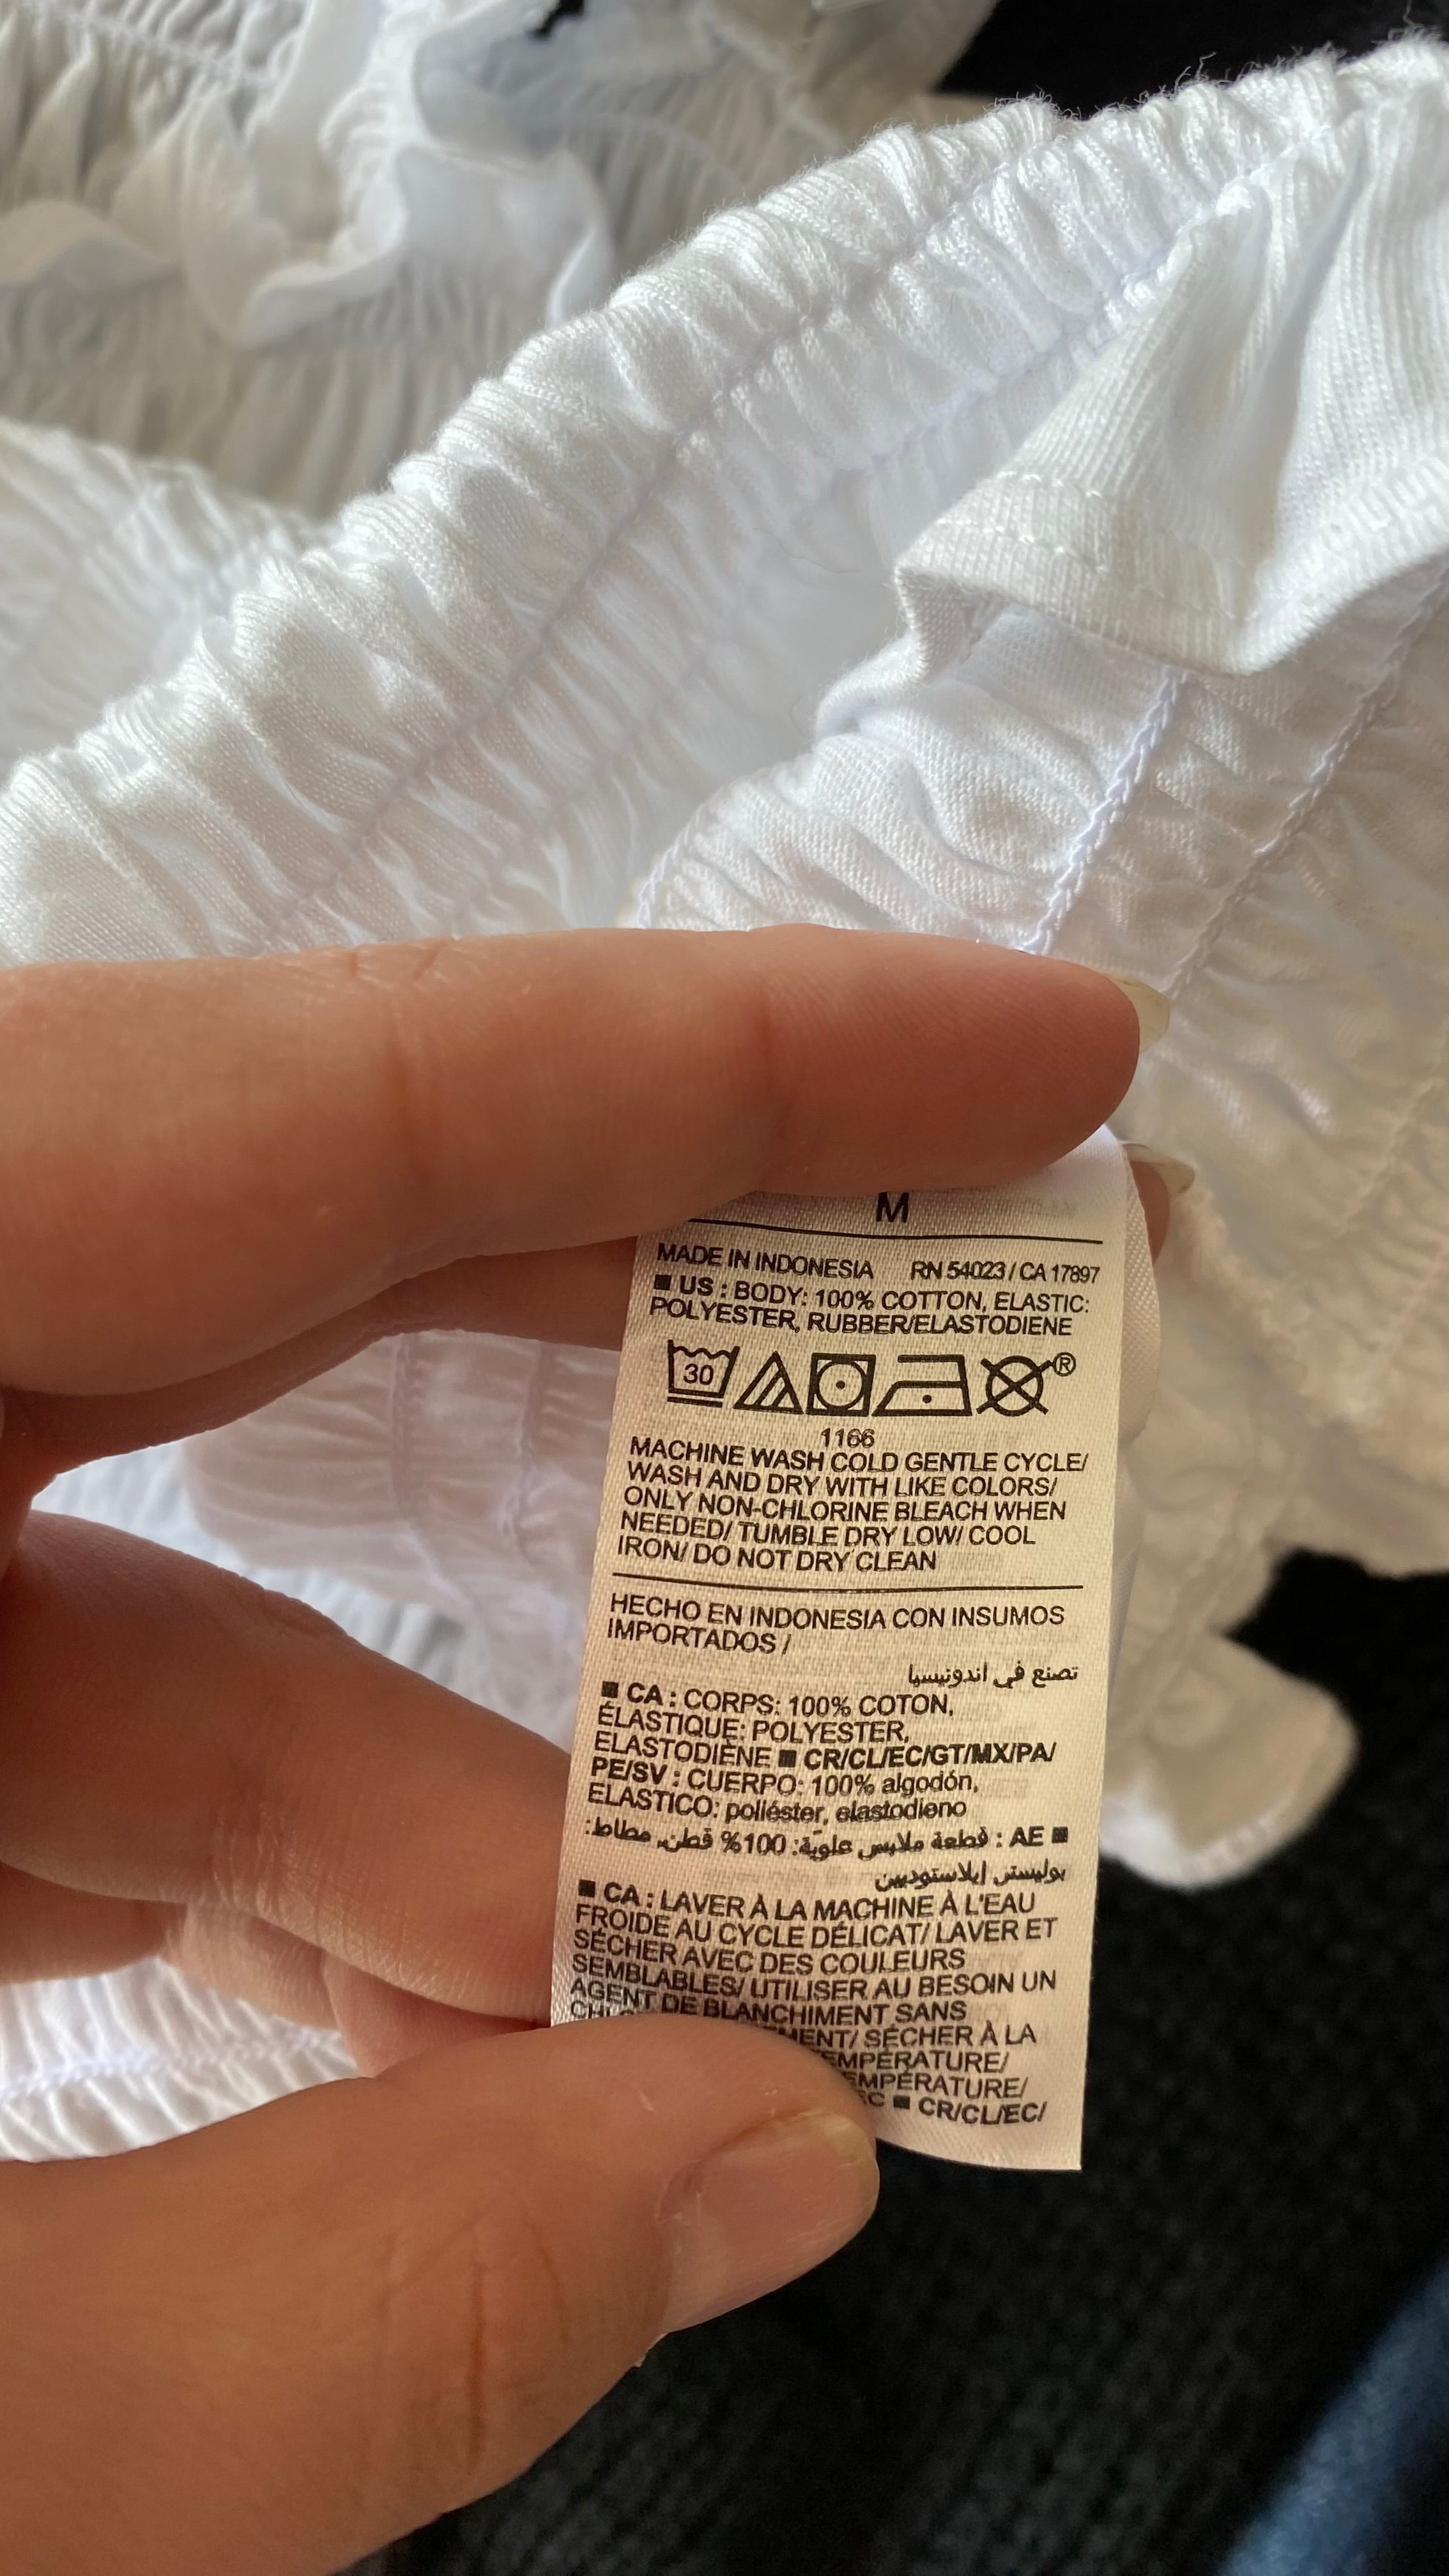 M
MADE IN INDONESIA RN 54023 / CA 17897
■ US : BODY: 100% COTTON, ELASTIC:
POLYESTER, RUBBER/ELASTODIENE
30 ®
1166
MACHINE WASH COLD GENTLE CYCLE/
WASH AND DRY WITH LIKE COLORS/
ONLY NON-CHLORINE BLEACH WHEN
NEEDED/ TUMBLE DRY LOW/ COOL
IRON/ DO NOT DRY CLEAN
HECHO EN INDONESIA CON INSUMOS
IMPORTADOS /
تصنع في اندونيسيا
■ CA : CORPS: 100% COTON,
ÉLASTIQUE: POLYESTER,
ELASTODIÈNE ■ CR/CL/EC/GT/MX/PA/
PE/SV : CUERPO: 100% algodón,
ELASTICO: poliéster, elastodieno
■ AE : قطعة ملابس علويّة: 100% قطن, مطاط:
بوليستر, ايلاستوديين
■ CA : LAVER À LA MACHINE À L'EAU
FROIDE AU CYCLE DÉLICAT/ LAVER ET
SÉCHER AVEC DES COULEURS
SEMBLABLES/ UTILISER AU BESOIN UN
AGENT DE BLANCHIMENT SANS
SÉCHER À LA
CR/CL/EC/